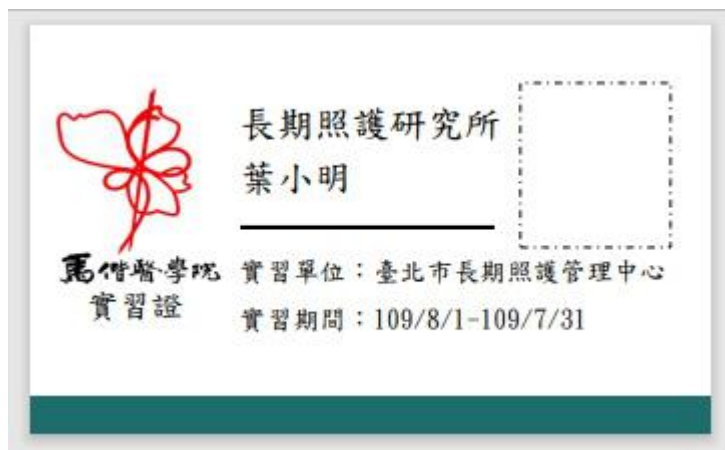 長期照護研究所
葉小明
馬偕醫學院
實習證
實習單位：臺北市長期照護管理中心
實習期間：109/8/1-109/7/31